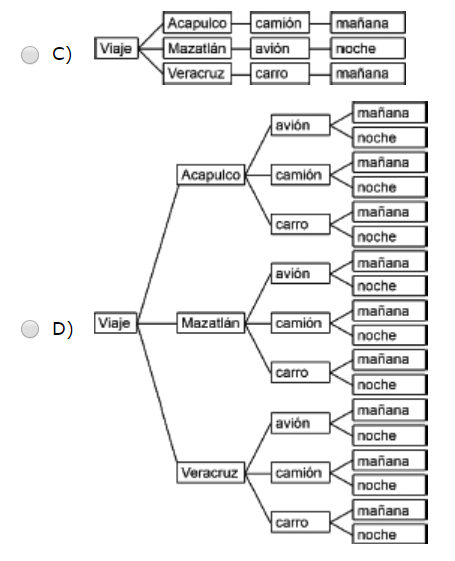 C) Viaje Acapulco camión mañana
Mazatlán avión noche
Veracruz carro mañana
D) Viaje
Acapulco
avión
mañana
noche
camión
mañana
noche
carro
mañana
noche
Mazatlán
avión
mañana
noche
camión
mañana
noche
carro
mañana
noche
Veracruz
avión
mañana
noche
camión
mañana
noche
carro
mañana
noche